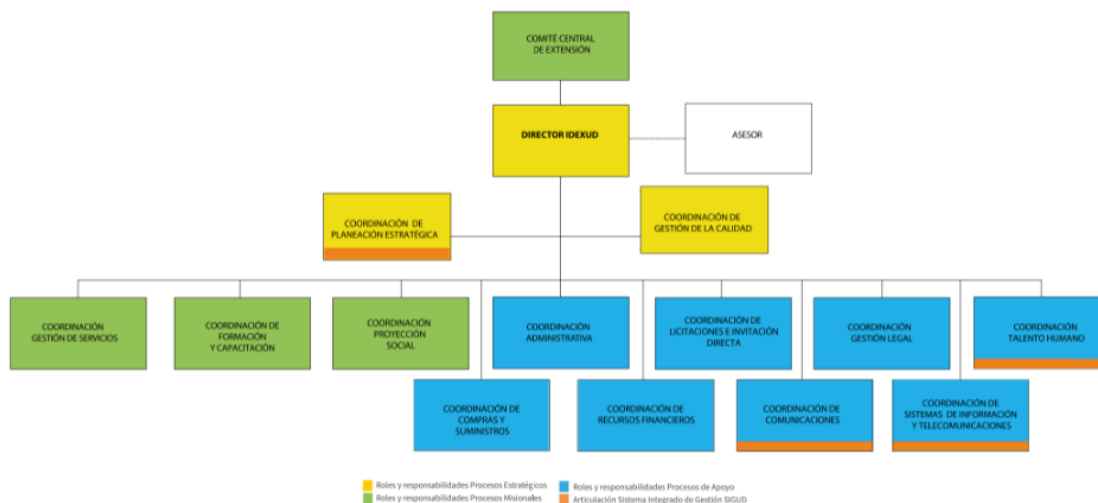 COMITÉ CENTRAL
DE EXTENSIÓN
DIRECTOR IDEXUD
ASESOR
COORDINACIÓN DE
PLANEACIÓN ESTRATÉGICA
COORDINACIÓN DE
GESTIÓN DE LA CALIDAD
COORDINACIÓN
GESTIÓN DE SERVICIOS
COORDINACIÓN DE
FORMACIÓN
Y CAPACITACIÓN
COORDINACIÓN
PROYECCIÓN
SOCIAL
COORDINACIÓN
ADMINISTRATIVA
COORDINACIÓN DE
LICITACIONES E INVITACIÓN
DIRECTA
COORDINACIÓN
GESTIÓN LEGAL
COORDINACIÓN
TALENTO HUMANO
COORDINACIÓN DE
COMPRAS Y
SUMINISTROS
COORDINACIÓN DE
RECURSOS FINANCIEROS
COORDINACIÓN DE
COMUNICACIONES
COORDINACIÓN DE
SISTEMAS DE INFORMACIÓN
Y TELECOMUNICACIONES
Roles y responsabilidades Procesos Estratégicos
Roles y responsabilidades Procesos de Apoyo
Roles y responsabilidades Procesos Misionales
Articulación Sistema Integrado de Gestión SIGUD